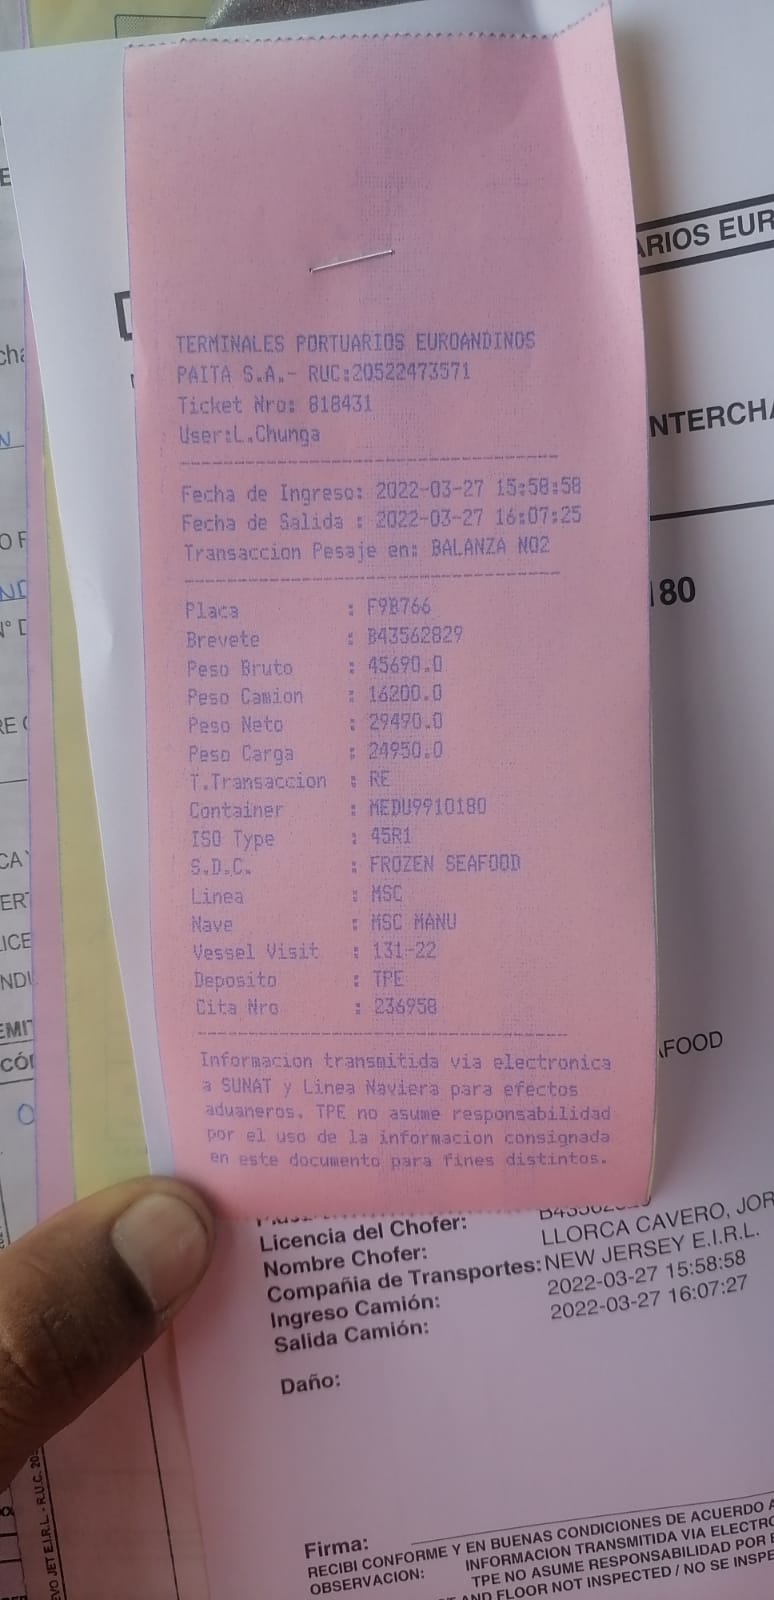 TERMINALES PORTUARIOS EUROANDINOS
PAITA S.A.- RUC:20522473571
Ticket Nro: 818431
User:L.Chunga
Fecha de Ingreso: 2022-03-27 15:58:58
Fecha de Salida : 2022-03-27 16:07:25
Transaccion Pesaje en: BALANZA NO2
Placa : F9B766
Brevete : B43562829
Peso Bruto : 45690.0
Peso Camion : 16200.0
Peso Neto : 29490.0
Peso Carga : 24950.0
T.Transaccion : RE
Container : MEDU9910180
ISO Type : 45R1
S.D.C. : FROZEN SEAFOOD
Linea : MSC
Nave : MSC MANU
Vessel Visit : 131-22
Deposito : TPE
Cita Nro : 236958
Informacion transmitida via electronica
a SUNAT y Linea Naviera para efectos
aduaneros. TPE no asume responsabilidad
por el uso de la informacion consignada
en este documento para fines distintos.
ARIOS EUR
NTERCHA
180
AFOOD
Licencia del Chofer:
Nombre Chofer: LLORCA CAVERO, JOR
Compañia de Transportes: NEW JERSEY E.I.R.L.
Ingreso Camión: 2022-03-27 15:58:58
Salida Camión: 2022-03-27 16:07:27
Daño:
Firma:
RECIBI CONFORME Y EN BUENAS CONDICIONES DE ACUERDO A
OBSERVACION: INFORMACION TRANSMITIDA VIA ELECTRO
TPE NO ASUME RESPONSABILIDAD POR E
AND FLOOR NOT INSPECTED / NO SE INSPE